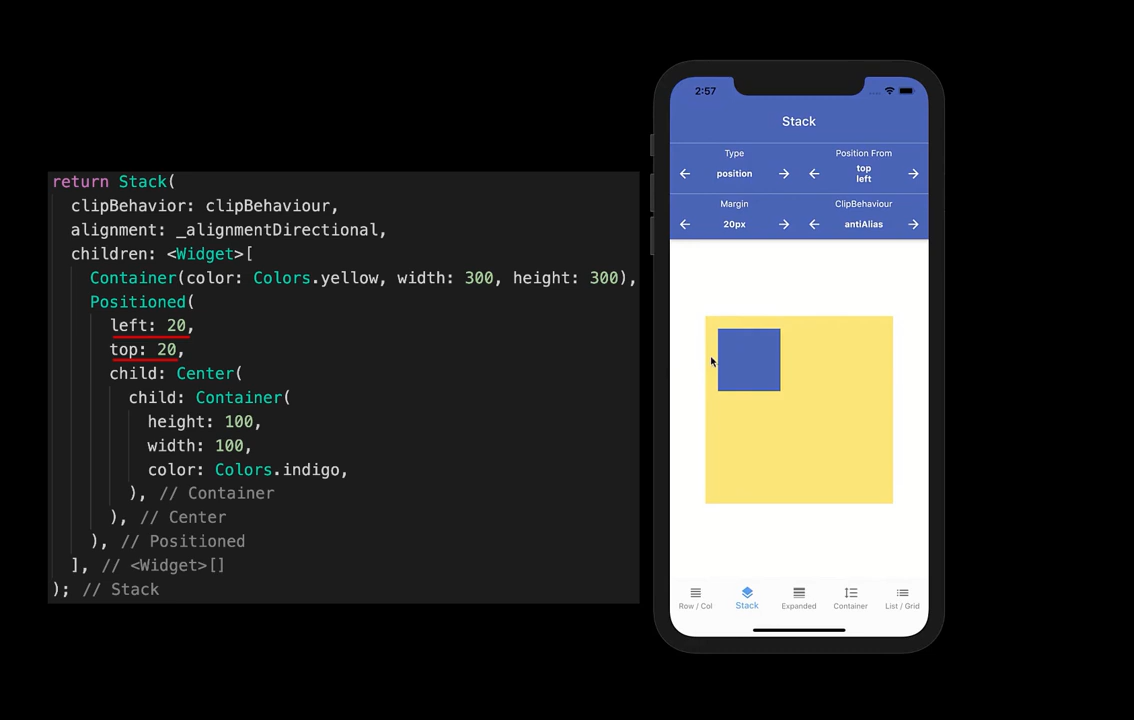 return Stack(
clipBehavior: clipBehaviour,
alignment: _alignmentDirectional,
children: <Widget>[
Container(color: Colors.yellow, width: 300, height: 300),
Positioned(
left: 20,
top: 20,
child: Center(
child: Container(
height: 100,
width: 100,
color: Colors.indigo,
), // Container
), // Center
), // Positioned
], // <Widget>[]
); // Stack
2:57
Stack
Type
Position From
position
top
left
Margin
ClipBehaviour
20px
antiAlias
Row / Col
Stack
Expanded
Container
List / Grid